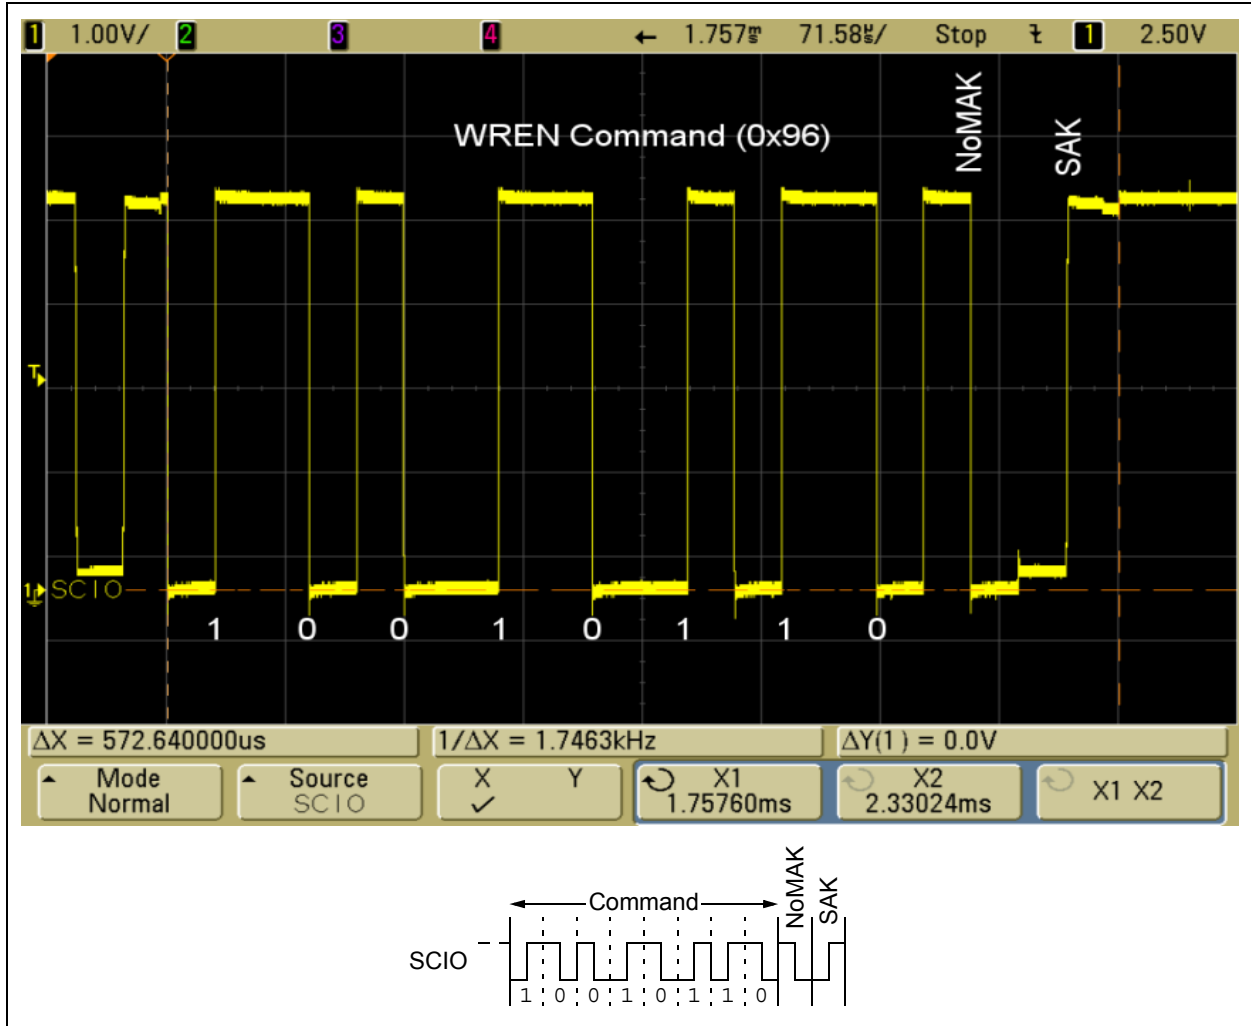 1 1.00V/ 2 3 4 ← 1.757ms 71.58us/ Stop 1 2.50V
WREN Command (0x96)
NoMAK
SAK
T
1 SCIO
1 0 0 1 0 1 1 0
ΔX = 572.640000us 1/ΔX = 1.7463kHz ΔY(1) = 0.0V
Mode Source X Y X1 X2 X1 X2
Normal SCIO ✓ 1.75760ms 2.33024ms
Command
NoMAK
SAK
SCIO
1 0 0 1 0 1 1 0